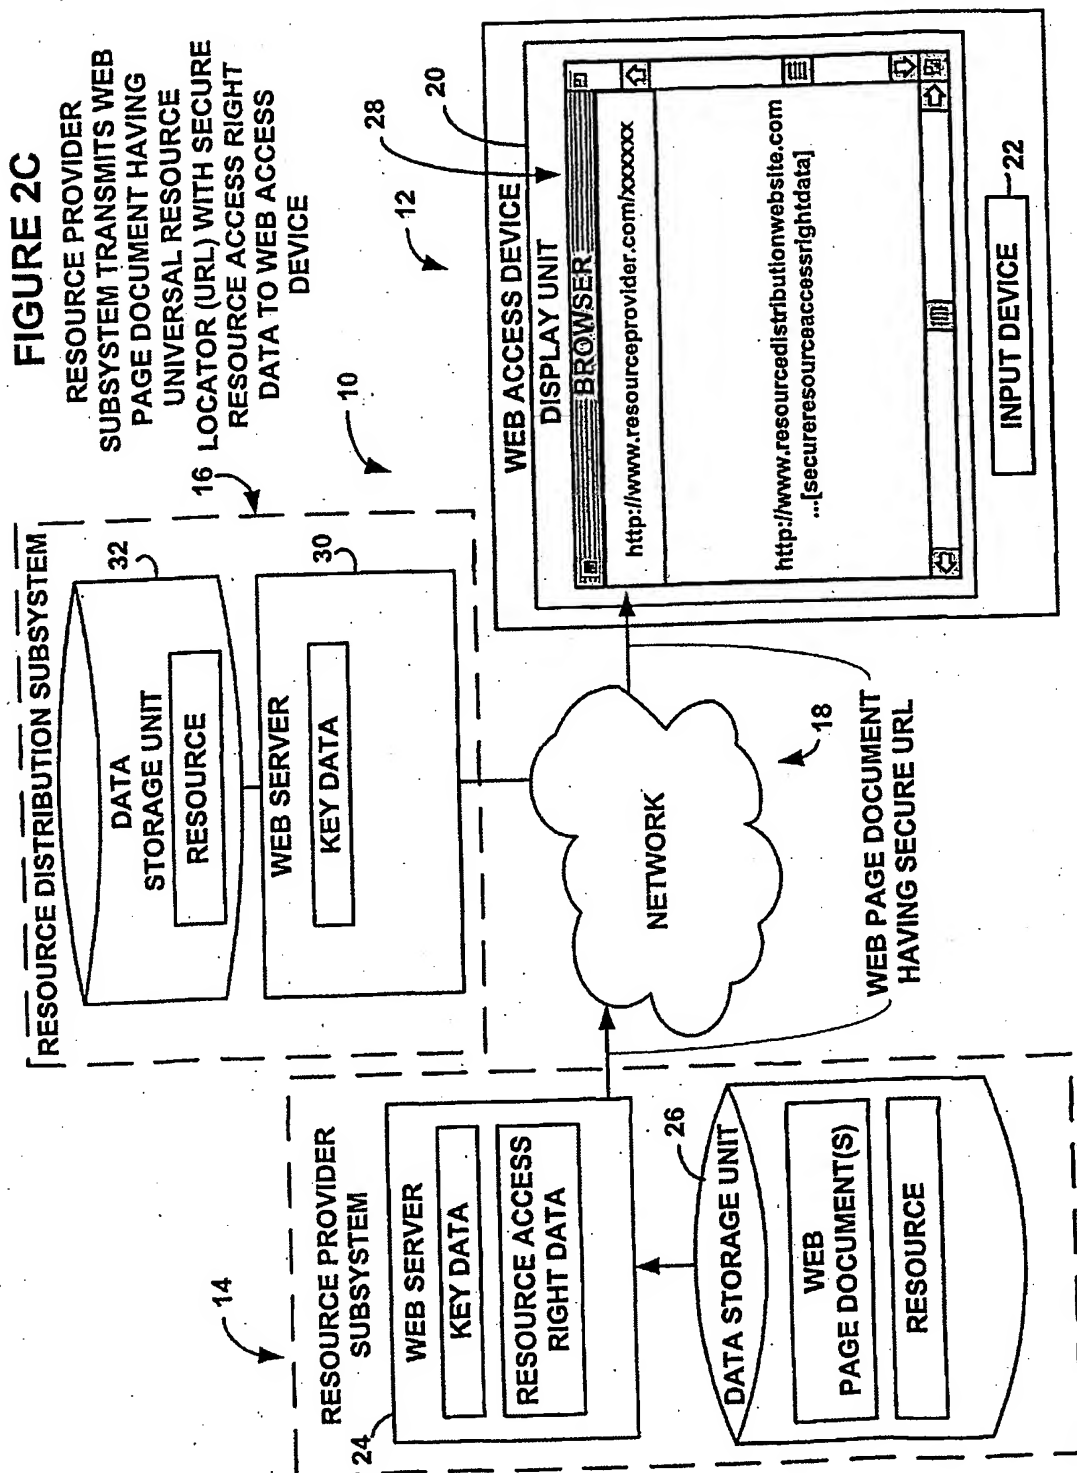 FIGURE 2C
RESOURCE PROVIDER
SUBSYSTEM TRANSMITS WEB
PAGE DOCUMENT HAVING
UNIVERSAL RESOURCE
LOCATOR (URL) WITH SECURE
RESOURCE ACCESS RIGHT
DATA TO WEB ACCESS
DEVICE
16
10
12
RESOURCE DISTRIBUTION SUBSYSTEM
32
DATA
STORAGE UNIT
RESOURCE
30
WEB SERVER
KEY DATA
28
20
WEB ACCESS DEVICE
DISPLAY UNIT
BROWSER
http://www.resourceprovider.com/xxxxxx
http://www.resourcedistributionwebsite.com
...[secureresourceaccessrightdata]
INPUT DEVICE
22
NETWORK
18
WEB PAGE DOCUMENT
HAVING SECURE URL
14
RESOURCE PROVIDER
SUBSYSTEM
24
WEB SERVER
KEY DATA
RESOURCE ACCESS
RIGHT DATA
26
DATA STORAGE UNIT
WEB
PAGE DOCUMENT(S)
RESOURCE